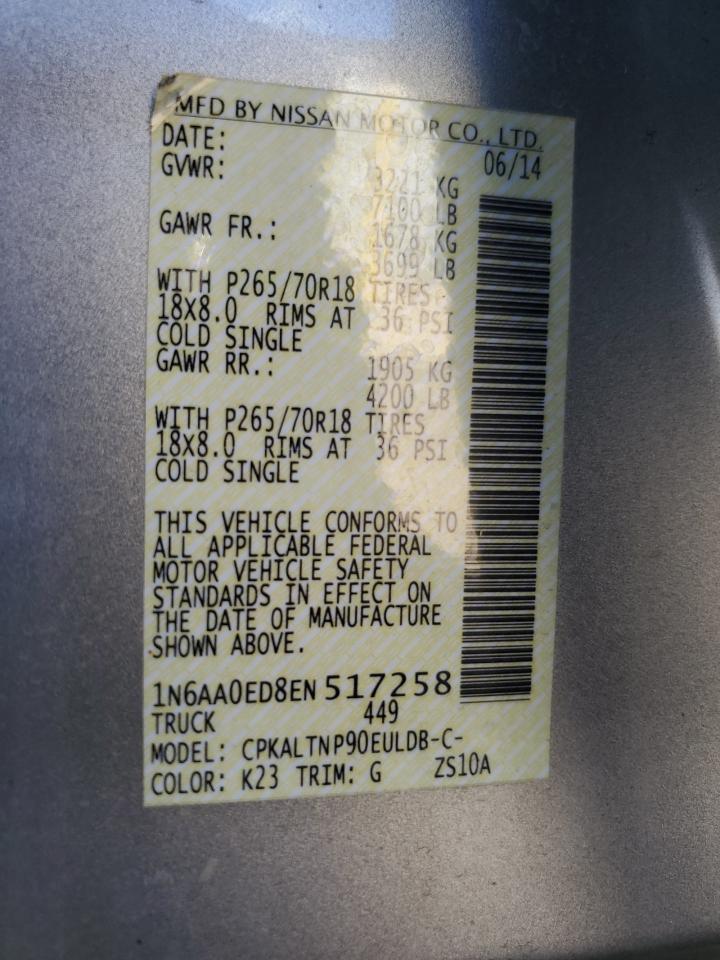 MFD BY NISSAN MOTOR CO., LTD.
DATE: 06/14
GVWR: 3221 KG
7100 LB
GAWR FR.: 1678 KG
3699 LB
WITH P265/70R18 TIRES
18X8.0 RIMS AT 36 PSI
COLD SINGLE
GAWR RR.: 1905 KG
4200 LB
WITH P265/70R18 TIRES
18X8.0 RIMS AT 36 PSI
COLD SINGLE
THIS VEHICLE CONFORMS TO
ALL APPLICABLE FEDERAL
MOTOR VEHICLE SAFETY
STANDARDS IN EFFECT ON
THE DATE OF MANUFACTURE
SHOWN ABOVE.
1N6AA0ED8EN517258
TRUCK 449
MODEL: CPKALTNP90EULDB-C-
COLOR: K23 TRIM: G ZS10A